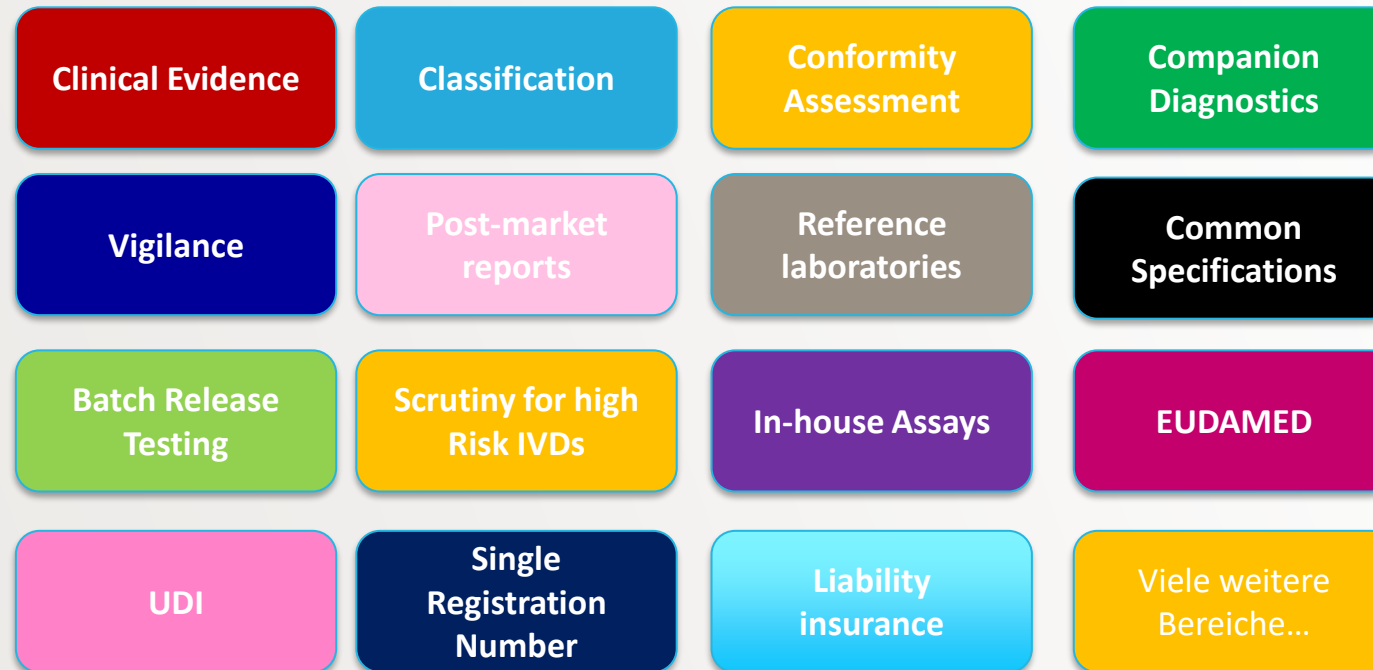 Clinical Evidence
Classification
Conformity
Assessment
Companion
Diagnostics
Vigilance
Post-market
reports
Reference
laboratories
Common
Specifications
Batch Release
Testing
Scrutiny for high
Risk IVDs
In-house Assays
EUDAMED
UDI
Single
Registration
Number
Liability
insurance
Viele weitere
Bereiche...